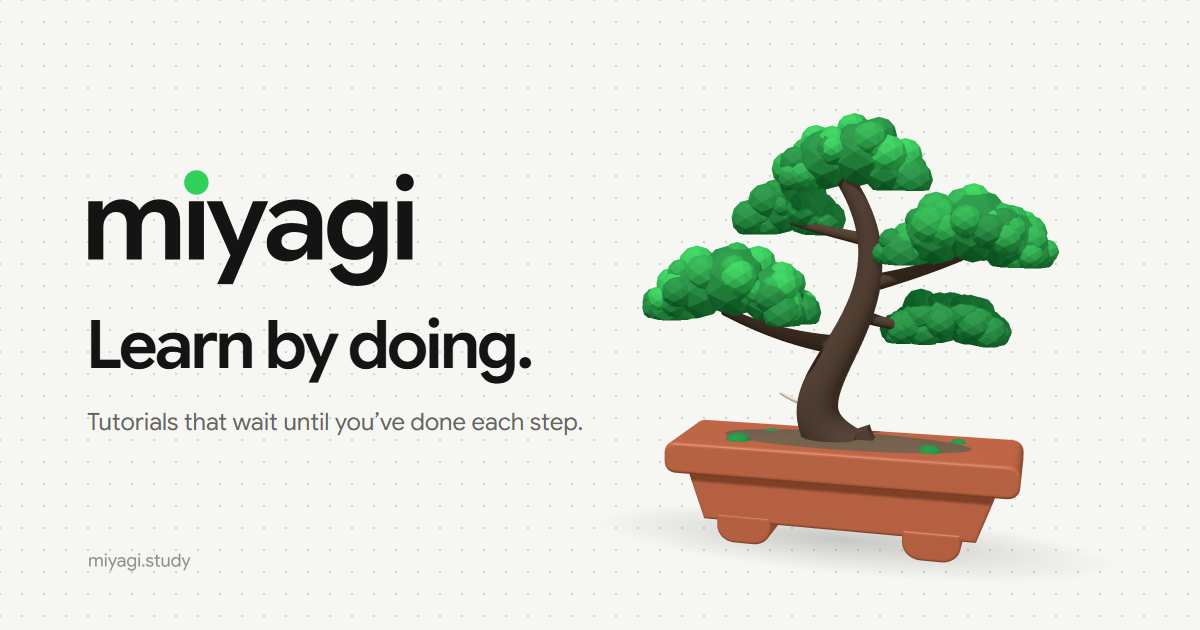 miyagi
Learn by doing.
Tutorials that wait until you’ve done each step.
miyagi.study